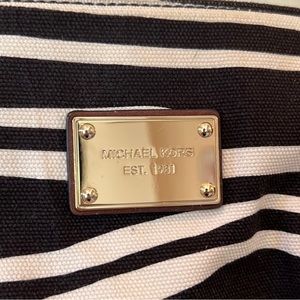 MICHAEL KORS
EST. 1981